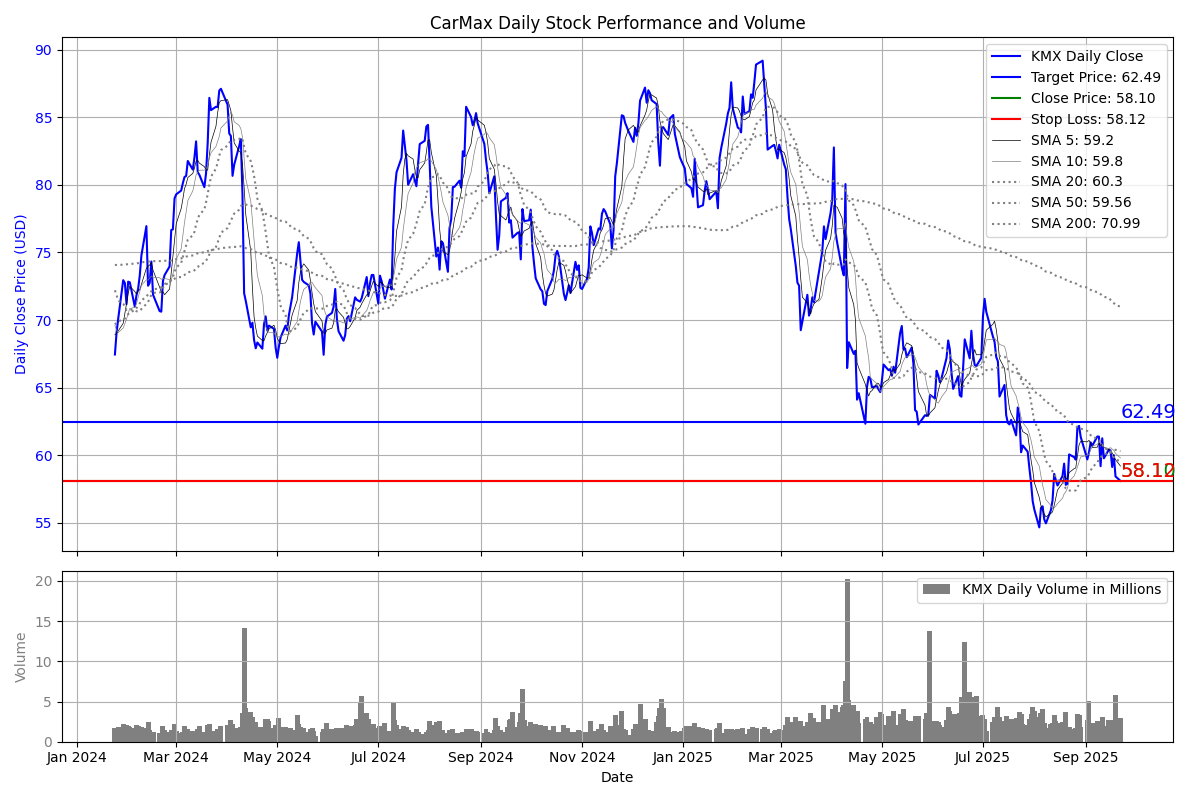 CarMax Daily Stock Performance and Volume
Daily Close Price (USD)
90
85
80
75
70
65
60
55
KMX Daily Close
Target Price: 62.49
Close Price: 58.10
Stop Loss: 58.12
SMA 5: 59.2
SMA 10: 59.8
SMA 20: 60.3
SMA 50: 59.56
SMA 200: 70.99
62.49
58.12
Volume
20
15
10
5
0
KMX Daily Volume in Millions
Jan 2024
Mar 2024
May 2024
Jul 2024
Sep 2024
Nov 2024
Jan 2025
Mar 2025
May 2025
Jul 2025
Sep 2025
Date